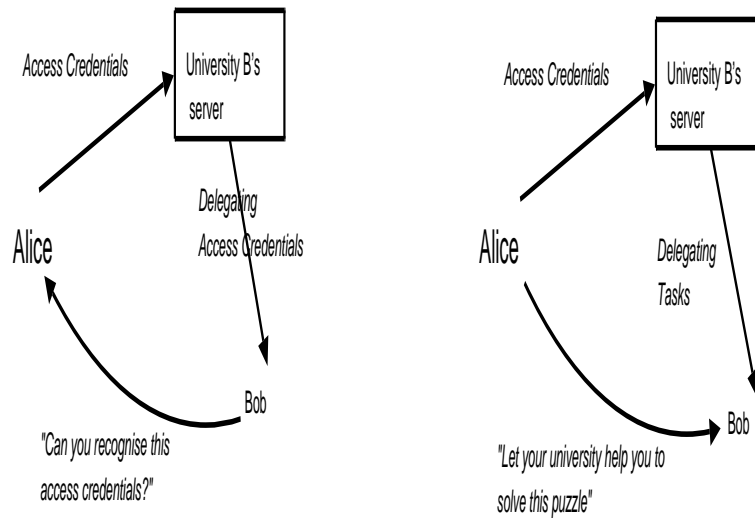 Access Credentials
University B's
server
Delegating
Access Credentials
Alice
Bob
"Can you recognise this
access credentials?"
Access Credentials
University B's
server
Alice
Delegating
Tasks
Bob
"Let your university help you to
solve this puzzle"